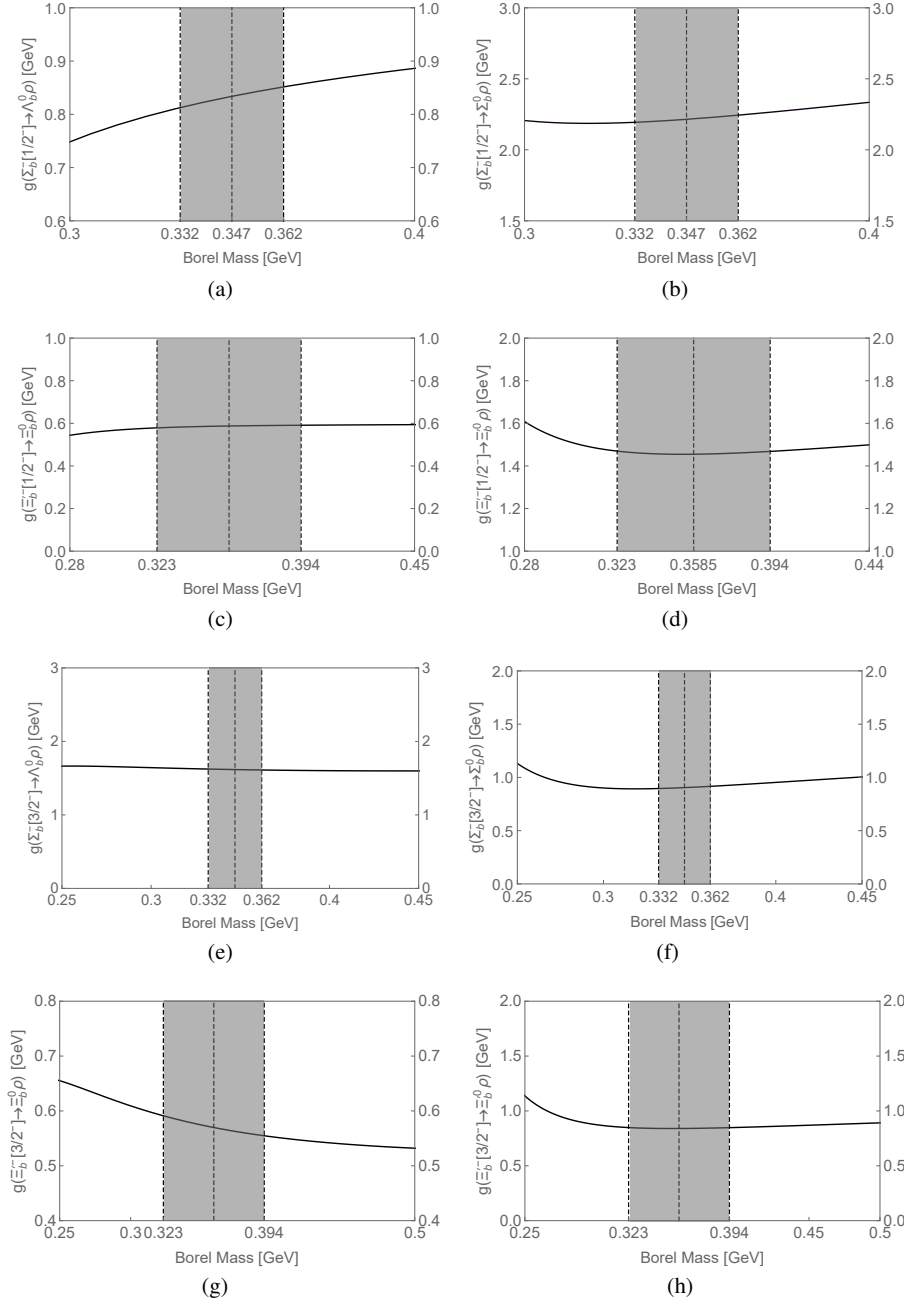 1.0 1.0
0.9 0.9
0.8 0.8
0.7 0.7
0.6 0.6
0.3 0.332 0.347 0.362 0.4
Borel Mass [GeV]
g(Σb⁻[1/2⁻]→Λb⁰ρ) [GeV]
(a)
3.0 3.0
2.5 2.5
2.0 2.0
1.5 1.5
0.3 0.332 0.347 0.362 0.4
Borel Mass [GeV]
g(Σb⁻[1/2⁻]→Σb⁰ρ) [GeV]
(b)
1.0 1.0
0.8 0.8
0.6 0.6
0.4 0.4
0.2 0.2
0.0 0.0
0.28 0.323 0.394 0.45
Borel Mass [GeV]
g(Ξb′⁻[1/2⁻]→Ξb⁰ρ) [GeV]
(c)
2.0 2.0
1.8 1.8
1.6 1.6
1.4 1.4
1.2 1.2
1.0 1.0
0.28 0.323 0.3585 0.394 0.44
Borel Mass [GeV]
g(Ξb′⁻[1/2⁻]→Ξb′⁰ρ) [GeV]
(d)
3 3
2 2
1 1
0 0
0.25 0.3 0.332 0.362 0.4 0.45
Borel Mass [GeV]
g(Σb⁻[3/2⁻]→Λb⁰ρ) [GeV]
(e)
2.0 2.0
1.5 1.5
1.0 1.0
0.5 0.5
0.0 0.0
0.25 0.3 0.332 0.362 0.4 0.45
Borel Mass [GeV]
g(Σb⁻[3/2⁻]→Σb⁰ρ) [GeV]
(f)
0.8 0.8
0.7 0.7
0.6 0.6
0.5 0.5
0.4 0.4
0.25 0.30 0.323 0.394 0.5
Borel Mass [GeV]
g(Ξb′⁻[3/2⁻]→Ξb⁰ρ) [GeV]
(g)
2.0 2.0
1.5 1.5
1.0 1.0
0.5 0.5
0.0 0.0
0.25 0.323 0.394 0.45 0.5
Borel Mass [GeV]
g(Ξb′⁻[3/2⁻]→Ξb′⁰ρ) [GeV]
(h)